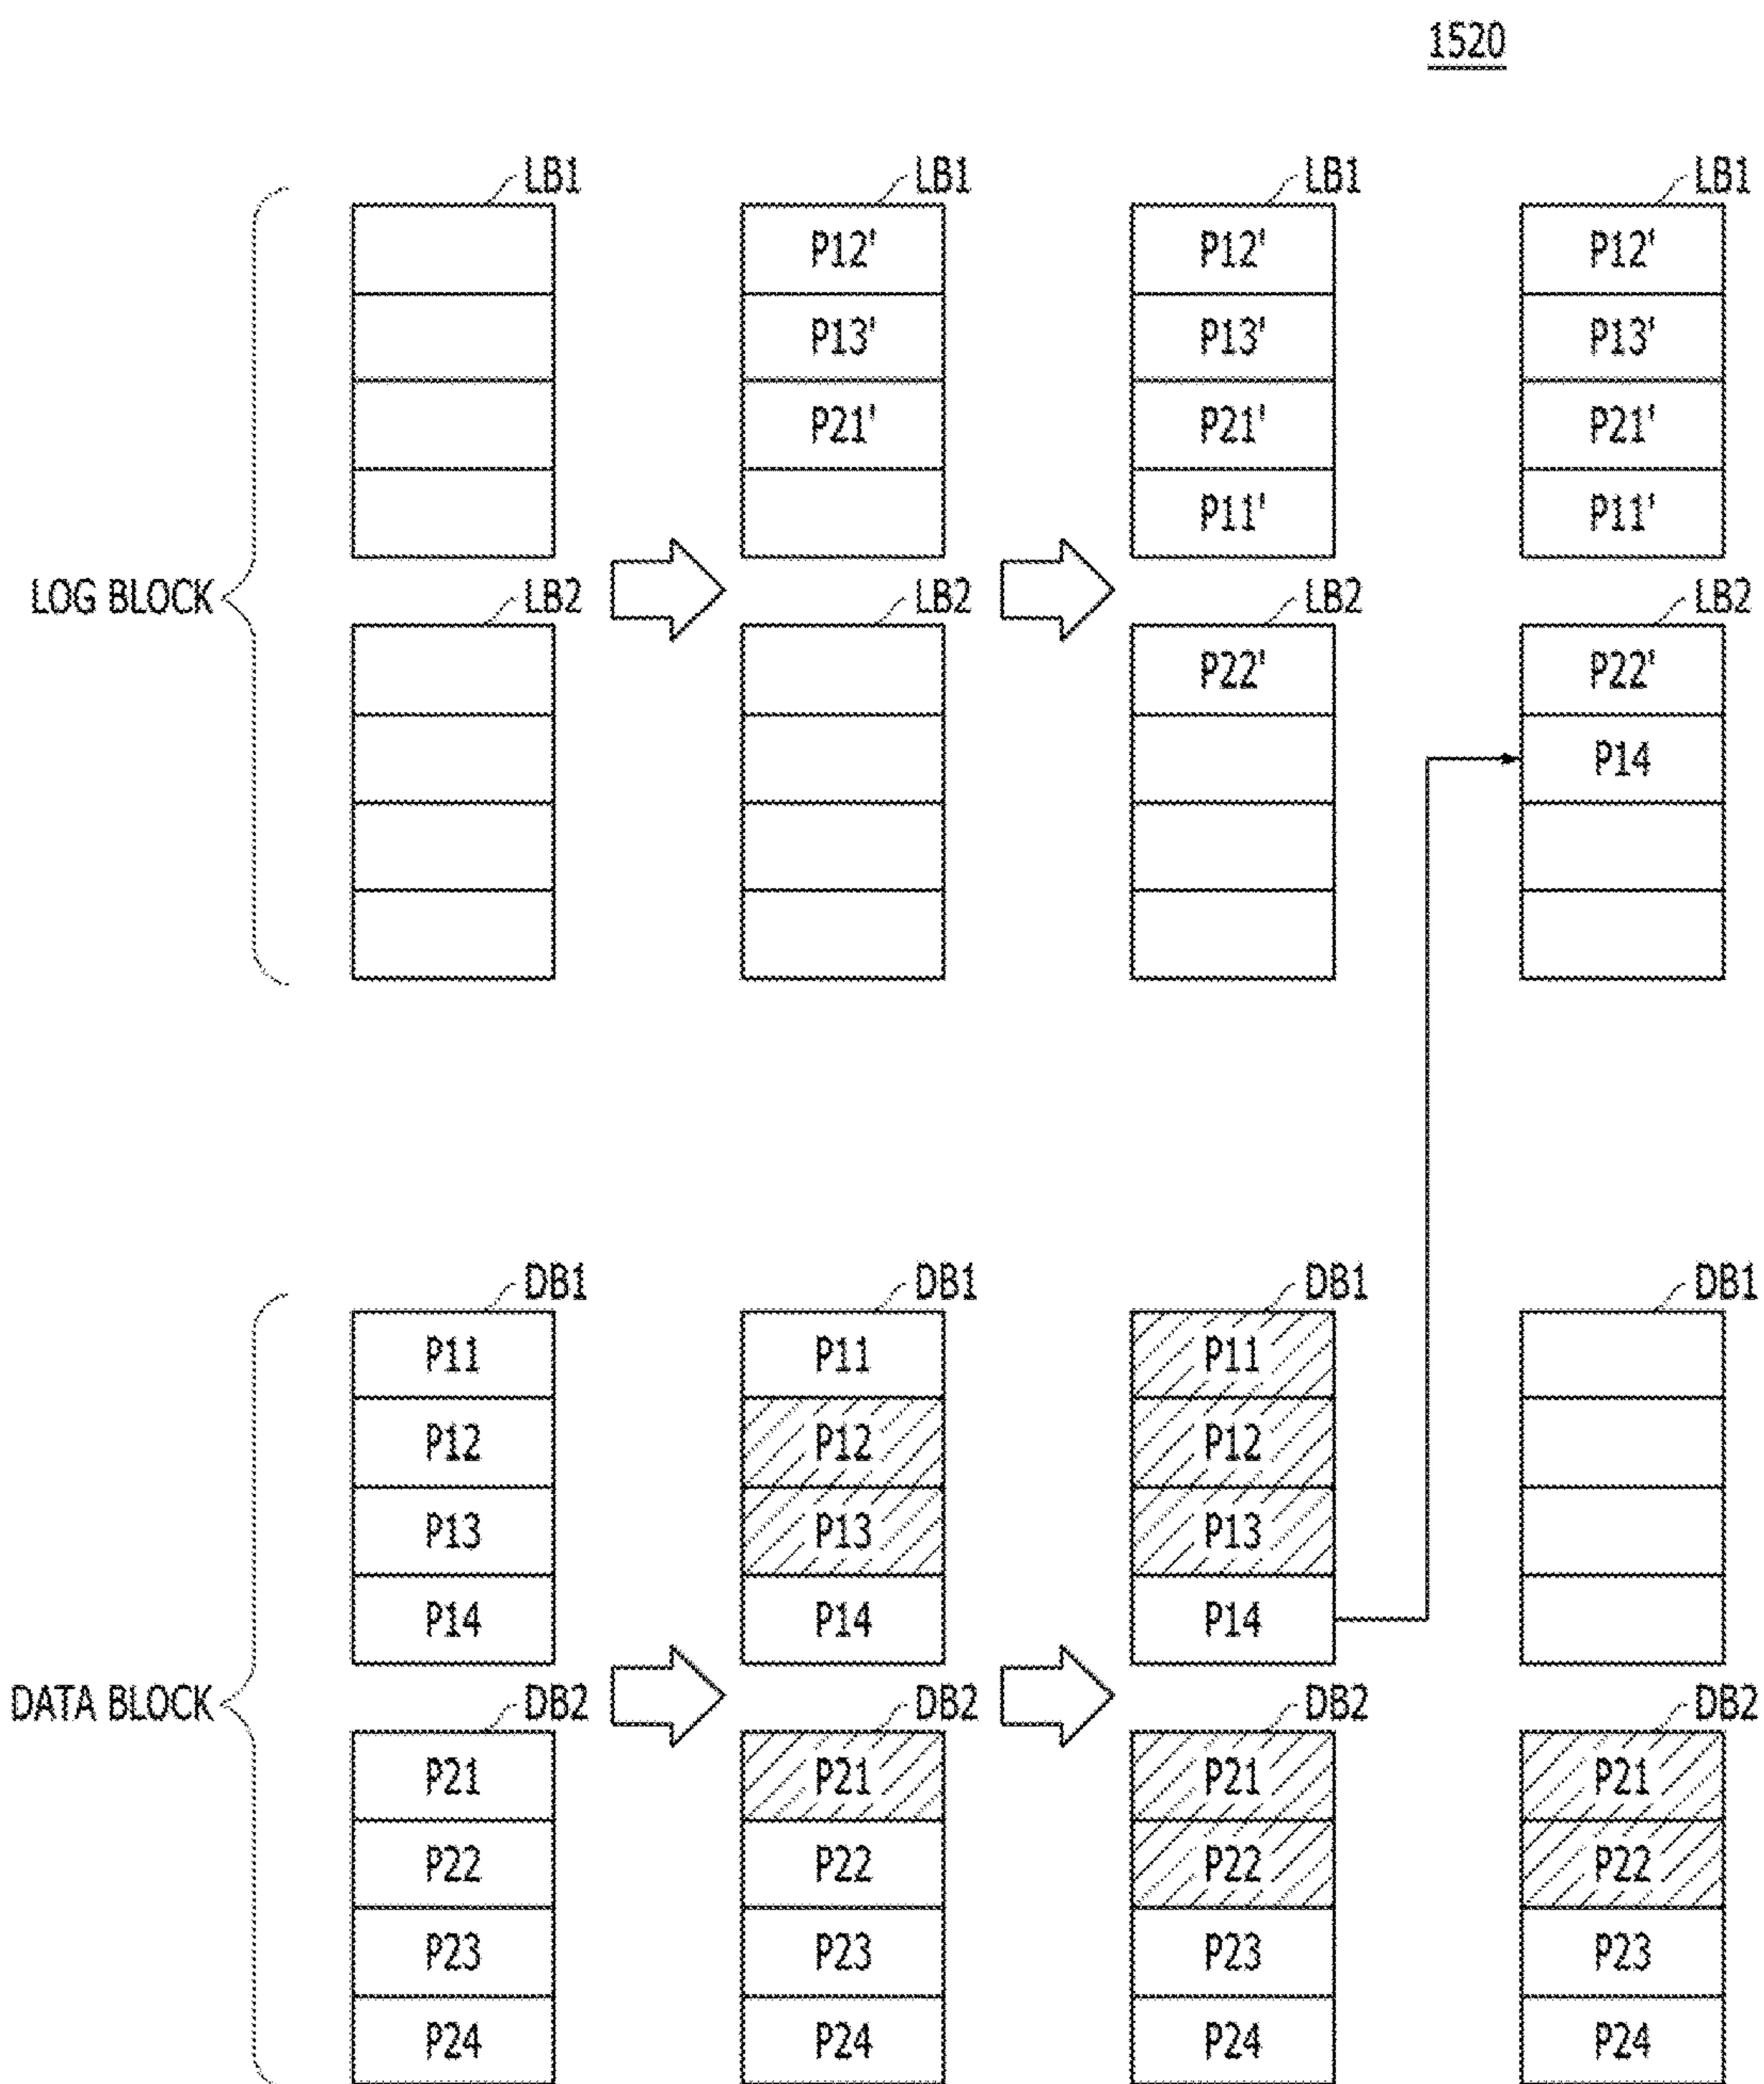 1520
LB1 LB1 LB1 LB1
P12' P12' P12'
P13' P13' P13'
P21' P21' P21'
P11' P11'
LOG BLOCK
LB2 LB2 LB2 LB2
P22' P22'
P14
DB1 DB1 DB1 DB1
P11 P11 P11
P12 P12 P12
P13 P13 P13
P14 P14 P14
DATA BLOCK
DB2 DB2 DB2 DB2
P21 P21 P21 P21
P22 P22 P22 P22
P23 P23 P23 P23
P24 P24 P24 P24